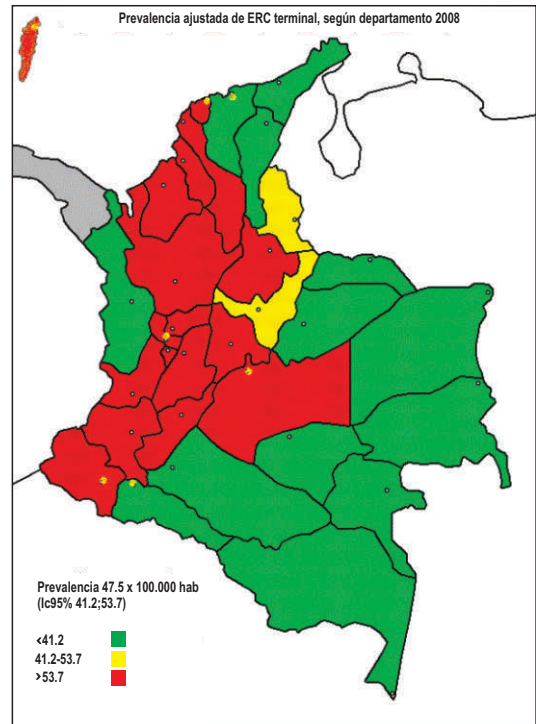 Prevalencia ajustada de ERC terminal, según departamento 2008
Prevalencia 47.5 x 100.000 hab
(Ic95% 41.2;53.7)
<41.2
41.2-53.7
>53.7